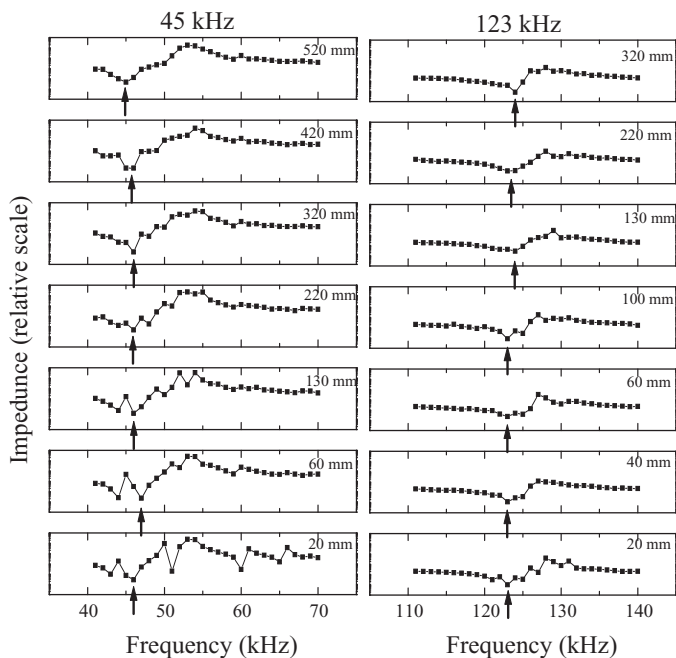 45 kHz
123 kHz
520 mm
420 mm
320 mm
220 mm
130 mm
60 mm
20 mm
320 mm
220 mm
130 mm
100 mm
60 mm
40 mm
20 mm
Impedunce (relative scale)
40 50 60 70
110 120 130 140
Frequency (kHz)
Frequency (kHz)